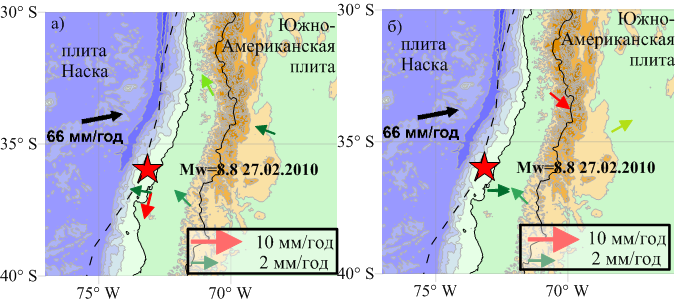 30° S
а)
Южно-
Американская
плита
плита
Наска
66 мм/год
35° S
Mw=8.8 27.02.2010
10 мм/год
2 мм/год
40° S
75° W
70° W
30° S
б)
Южно-
Американская
плита
плита
Наска
66 мм/год
35° S
Mw=8.8 27.02.2010
10 мм/год
2 мм/год
40° S
75° W
70° W